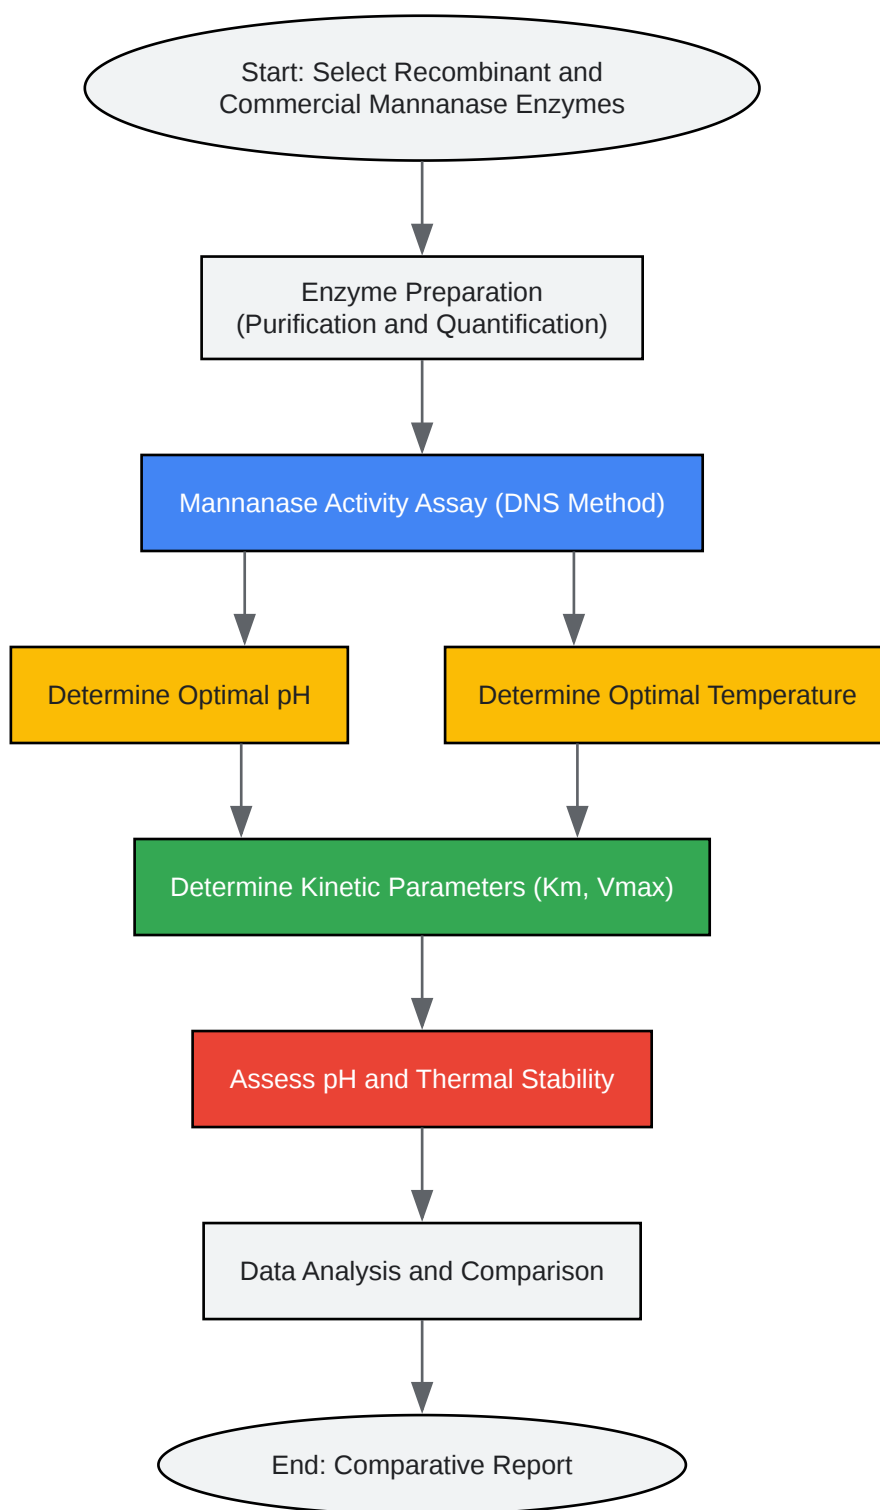 Start: Select Recombinant and
Commercial Mannanase Enzymes
Enzyme Preparation
(Purification and Quantification)
Mannanase Activity Assay (DNS Method)
Determine Optimal pH
Determine Optimal Temperature
Determine Kinetic Parameters (Km, Vmax)
Assess pH and Thermal Stability
Data Analysis and Comparison
End: Comparative Report